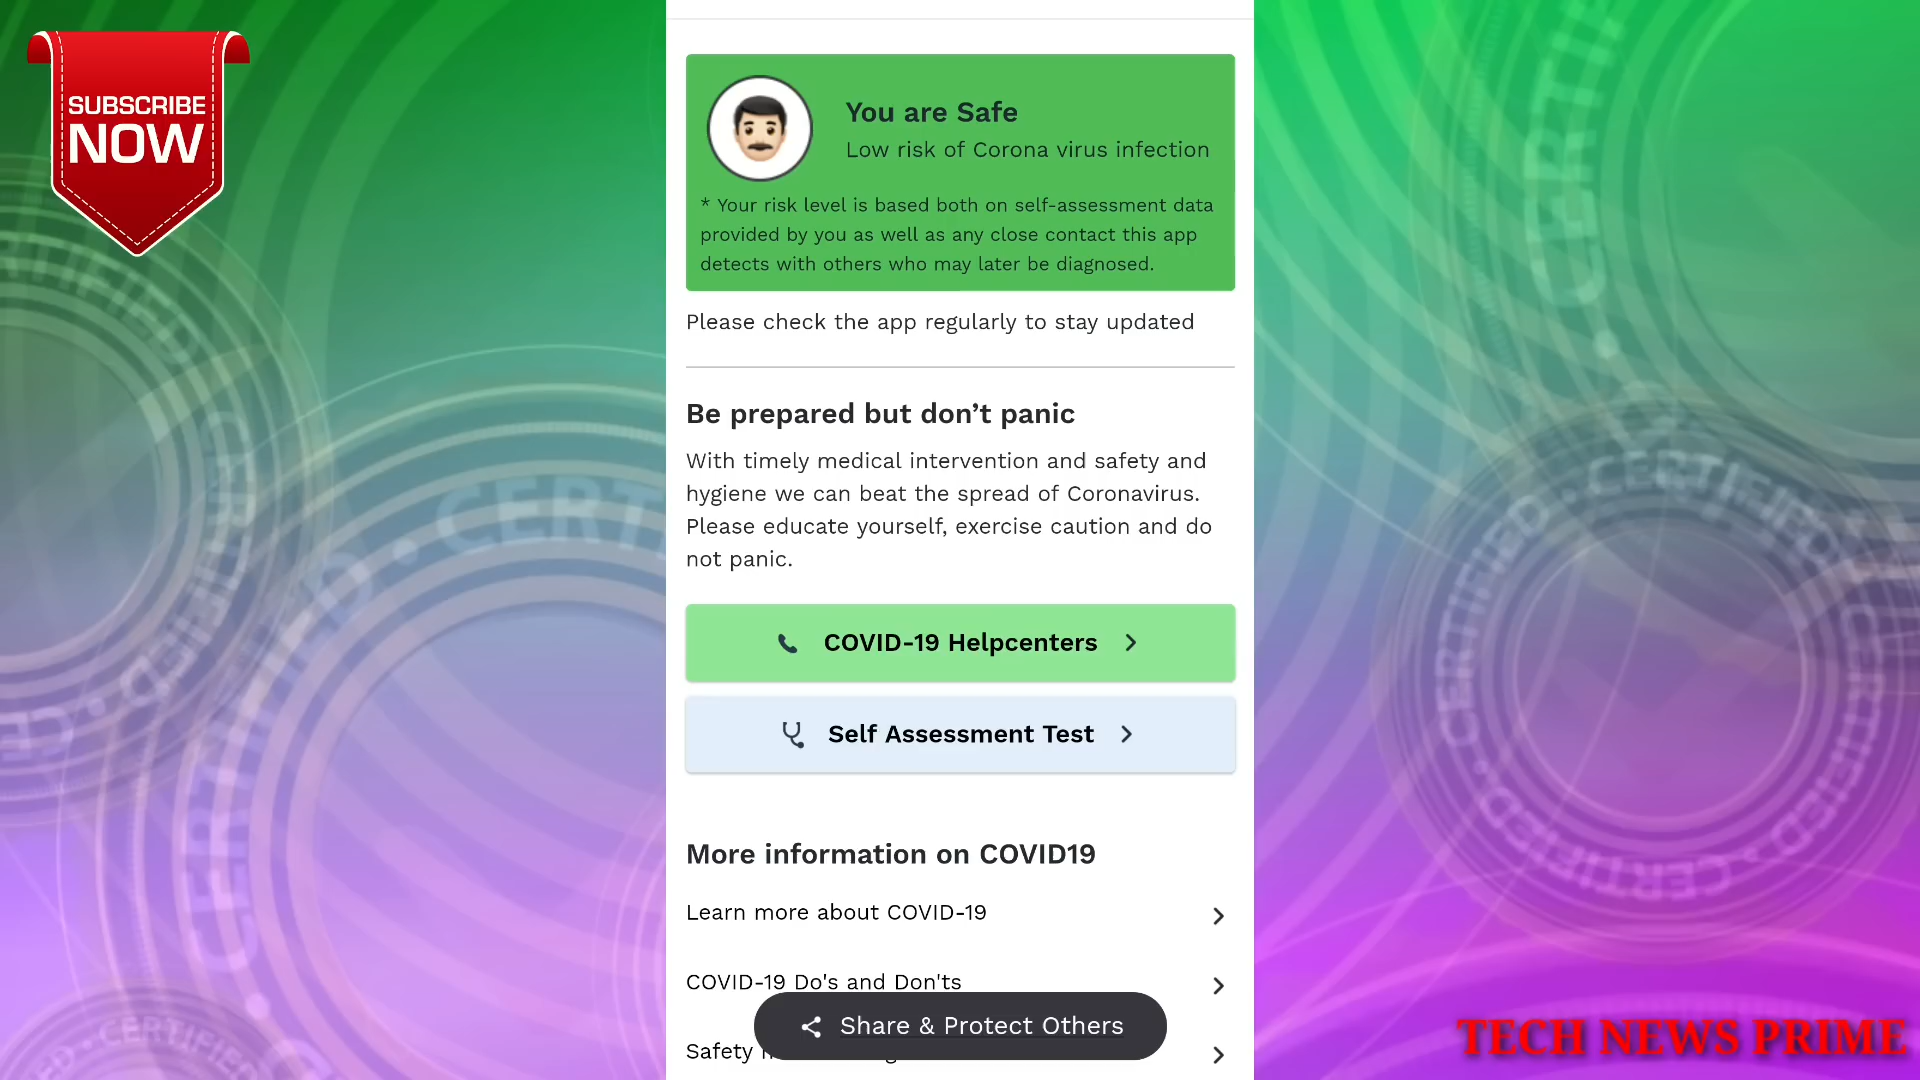 SUBSCRIBE
NOW
You are Safe
Low risk of Corona virus infection
* Your risk level is based both on self-assessment data
provided by you as well as any close contact this app
detects with others who may later be diagnosed.
Please check the app regularly to stay updated
Be prepared but don’t panic
With timely medical intervention and safety and
hygiene we can beat the spread of Coronavirus.
Please educate yourself, exercise caution and do
not panic.
COVID-19 Helpcenters
Self Assessment Test
More information on COVID19
Learn more about COVID-19
COVID-19 Do's and Don'ts
Share & Protect Others
Safety
TECH NEWS PRIME
CERTIFIED
CERTIFIED
CERTIFIED
CERTIFIED